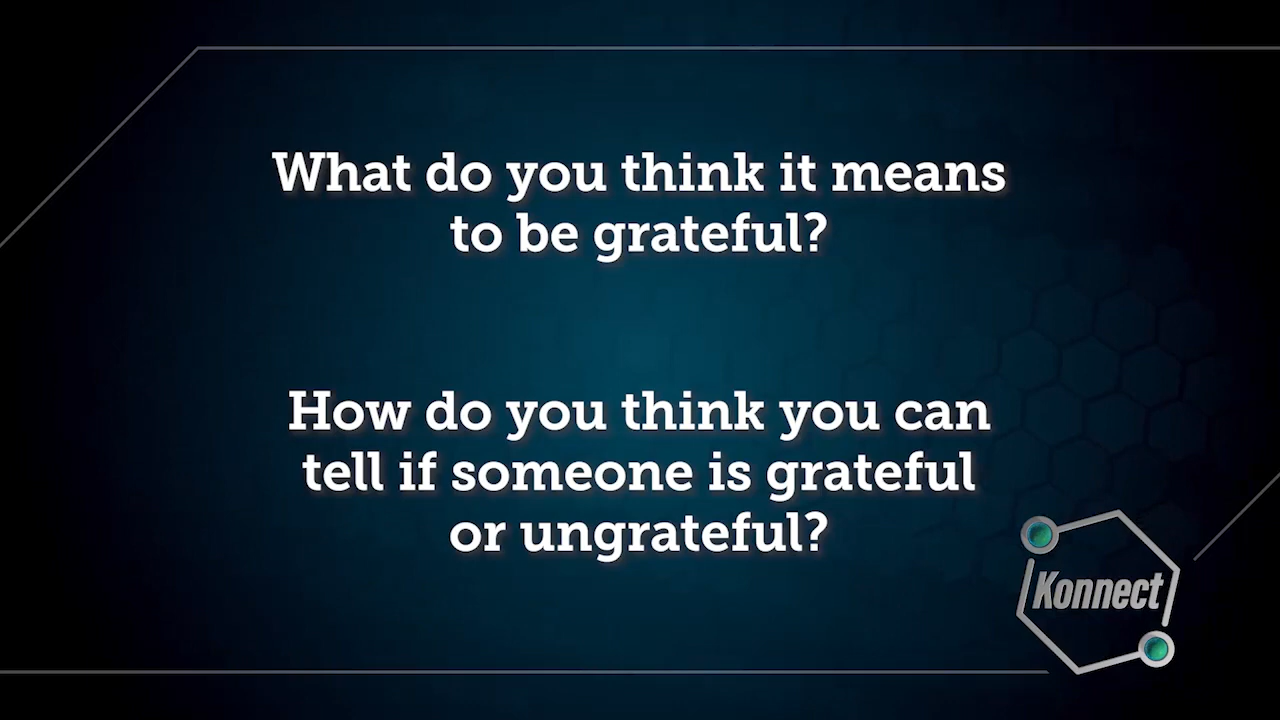 What do you think it means
to be grateful?
How do you think you can
tell if someone is grateful
or ungrateful?
Konnect